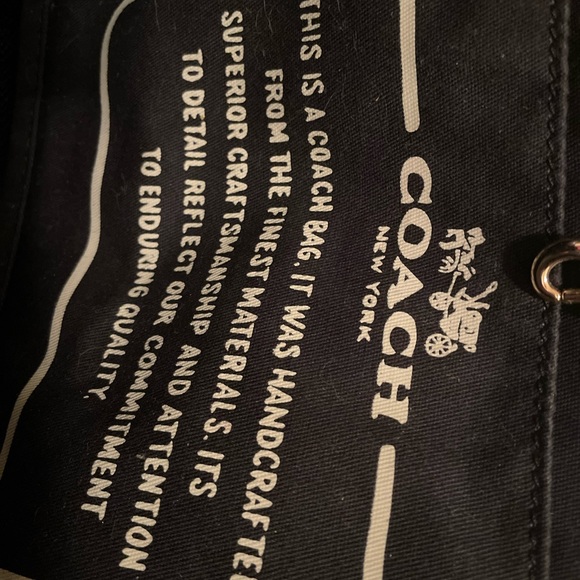 COACH
NEW YORK
THIS IS A COACH BAG. IT WAS HANDCRAFTED
FROM THE FINEST MATERIALS. ITS
SUPERIOR CRAFTSMANSHIP AND ATTENTION
TO DETAIL REFLECT OUR COMMITMENT
TO ENDURING QUALITY.